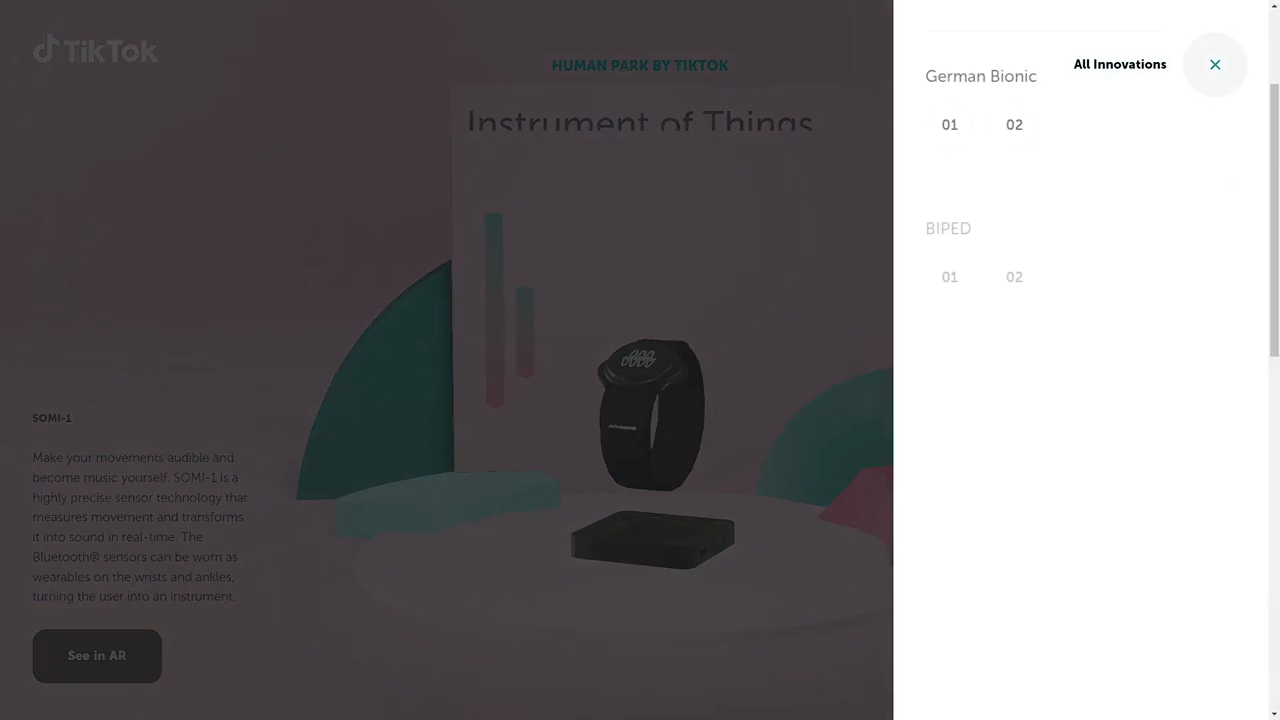 TikTok
HUMAN PARK BY TIKTOK
All Innovations
Instrument of Things
German Bionic
01 02
BIPED
01 02
SOMI-1
Make your movements audible and
become music yourself. SOMI-1 is a
highly precise sensor technology that
measures movement and transforms
it into sound in real-time. The
Bluetooth® sensors can be worn as
wearables on the wrists and ankles,
turning the user into an instrument.
See in AR